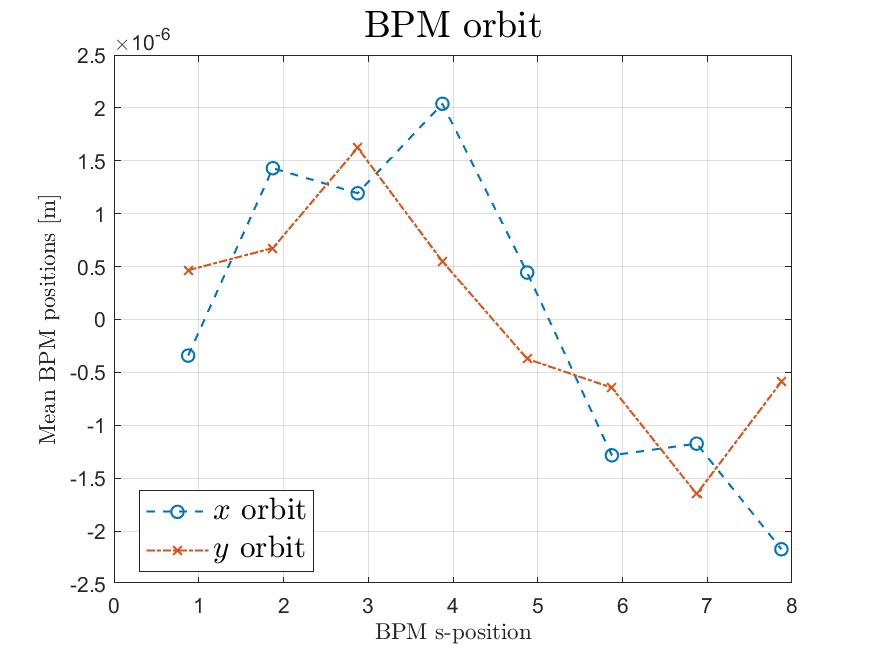 BPM orbit
×10-6
2.5
2
1.5
1
0.5
0
-0.5
-1
-1.5
-2
-2.5
Mean BPM positions [m]
x orbit
y orbit
0 1 2 3 4 5 6 7 8
BPM s-position